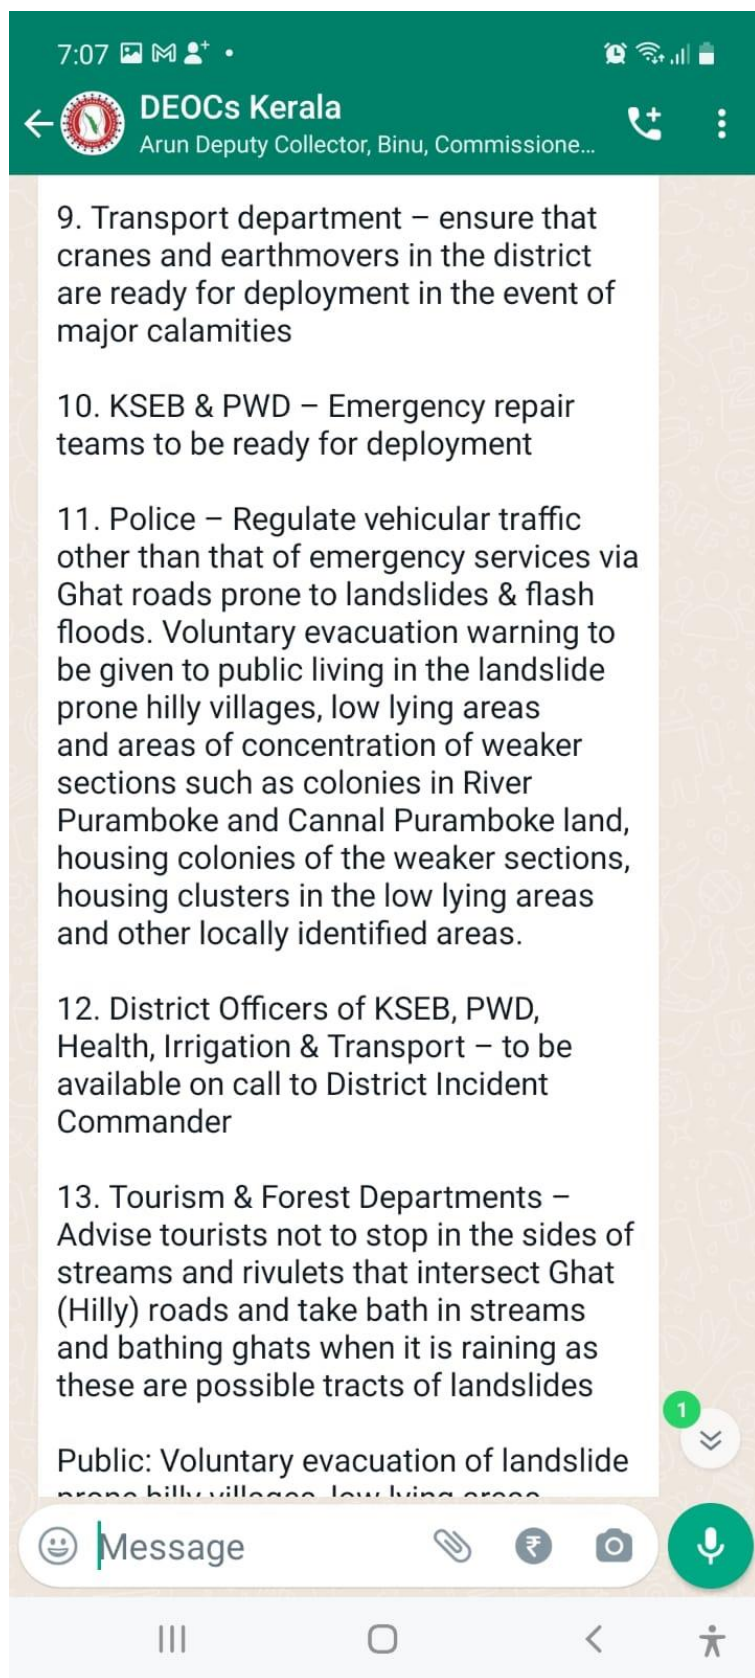 7:07
DEOCs Kerala
Arun Deputy Collector, Binu, Commissione...
9. Transport department – ensure that
cranes and earthmovers in the district
are ready for deployment in the event of
major calamities
10. KSEB & PWD – Emergency repair
teams to be ready for deployment
11. Police – Regulate vehicular traffic
other than that of emergency services via
Ghat roads prone to landslides & flash
floods. Voluntary evacuation warning to
be given to public living in the landslide
prone hilly villages, low lying areas
and areas of concentration of weaker
sections such as colonies in River
Puramboke and Cannal Puramboke land,
housing colonies of the weaker sections,
housing clusters in the low lying areas
and other locally identified areas.
12. District Officers of KSEB, PWD,
Health, Irrigation & Transport – to be
available on call to District Incident
Commander
13. Tourism & Forest Departments –
Advise tourists not to stop in the sides of
streams and rivulets that intersect Ghat
(Hilly) roads and take bath in streams
and bathing ghats when it is raining as
these are possible tracts of landslides
1
Public: Voluntary evacuation of landslide
prone hilly villages, low lying areas
Message
₹